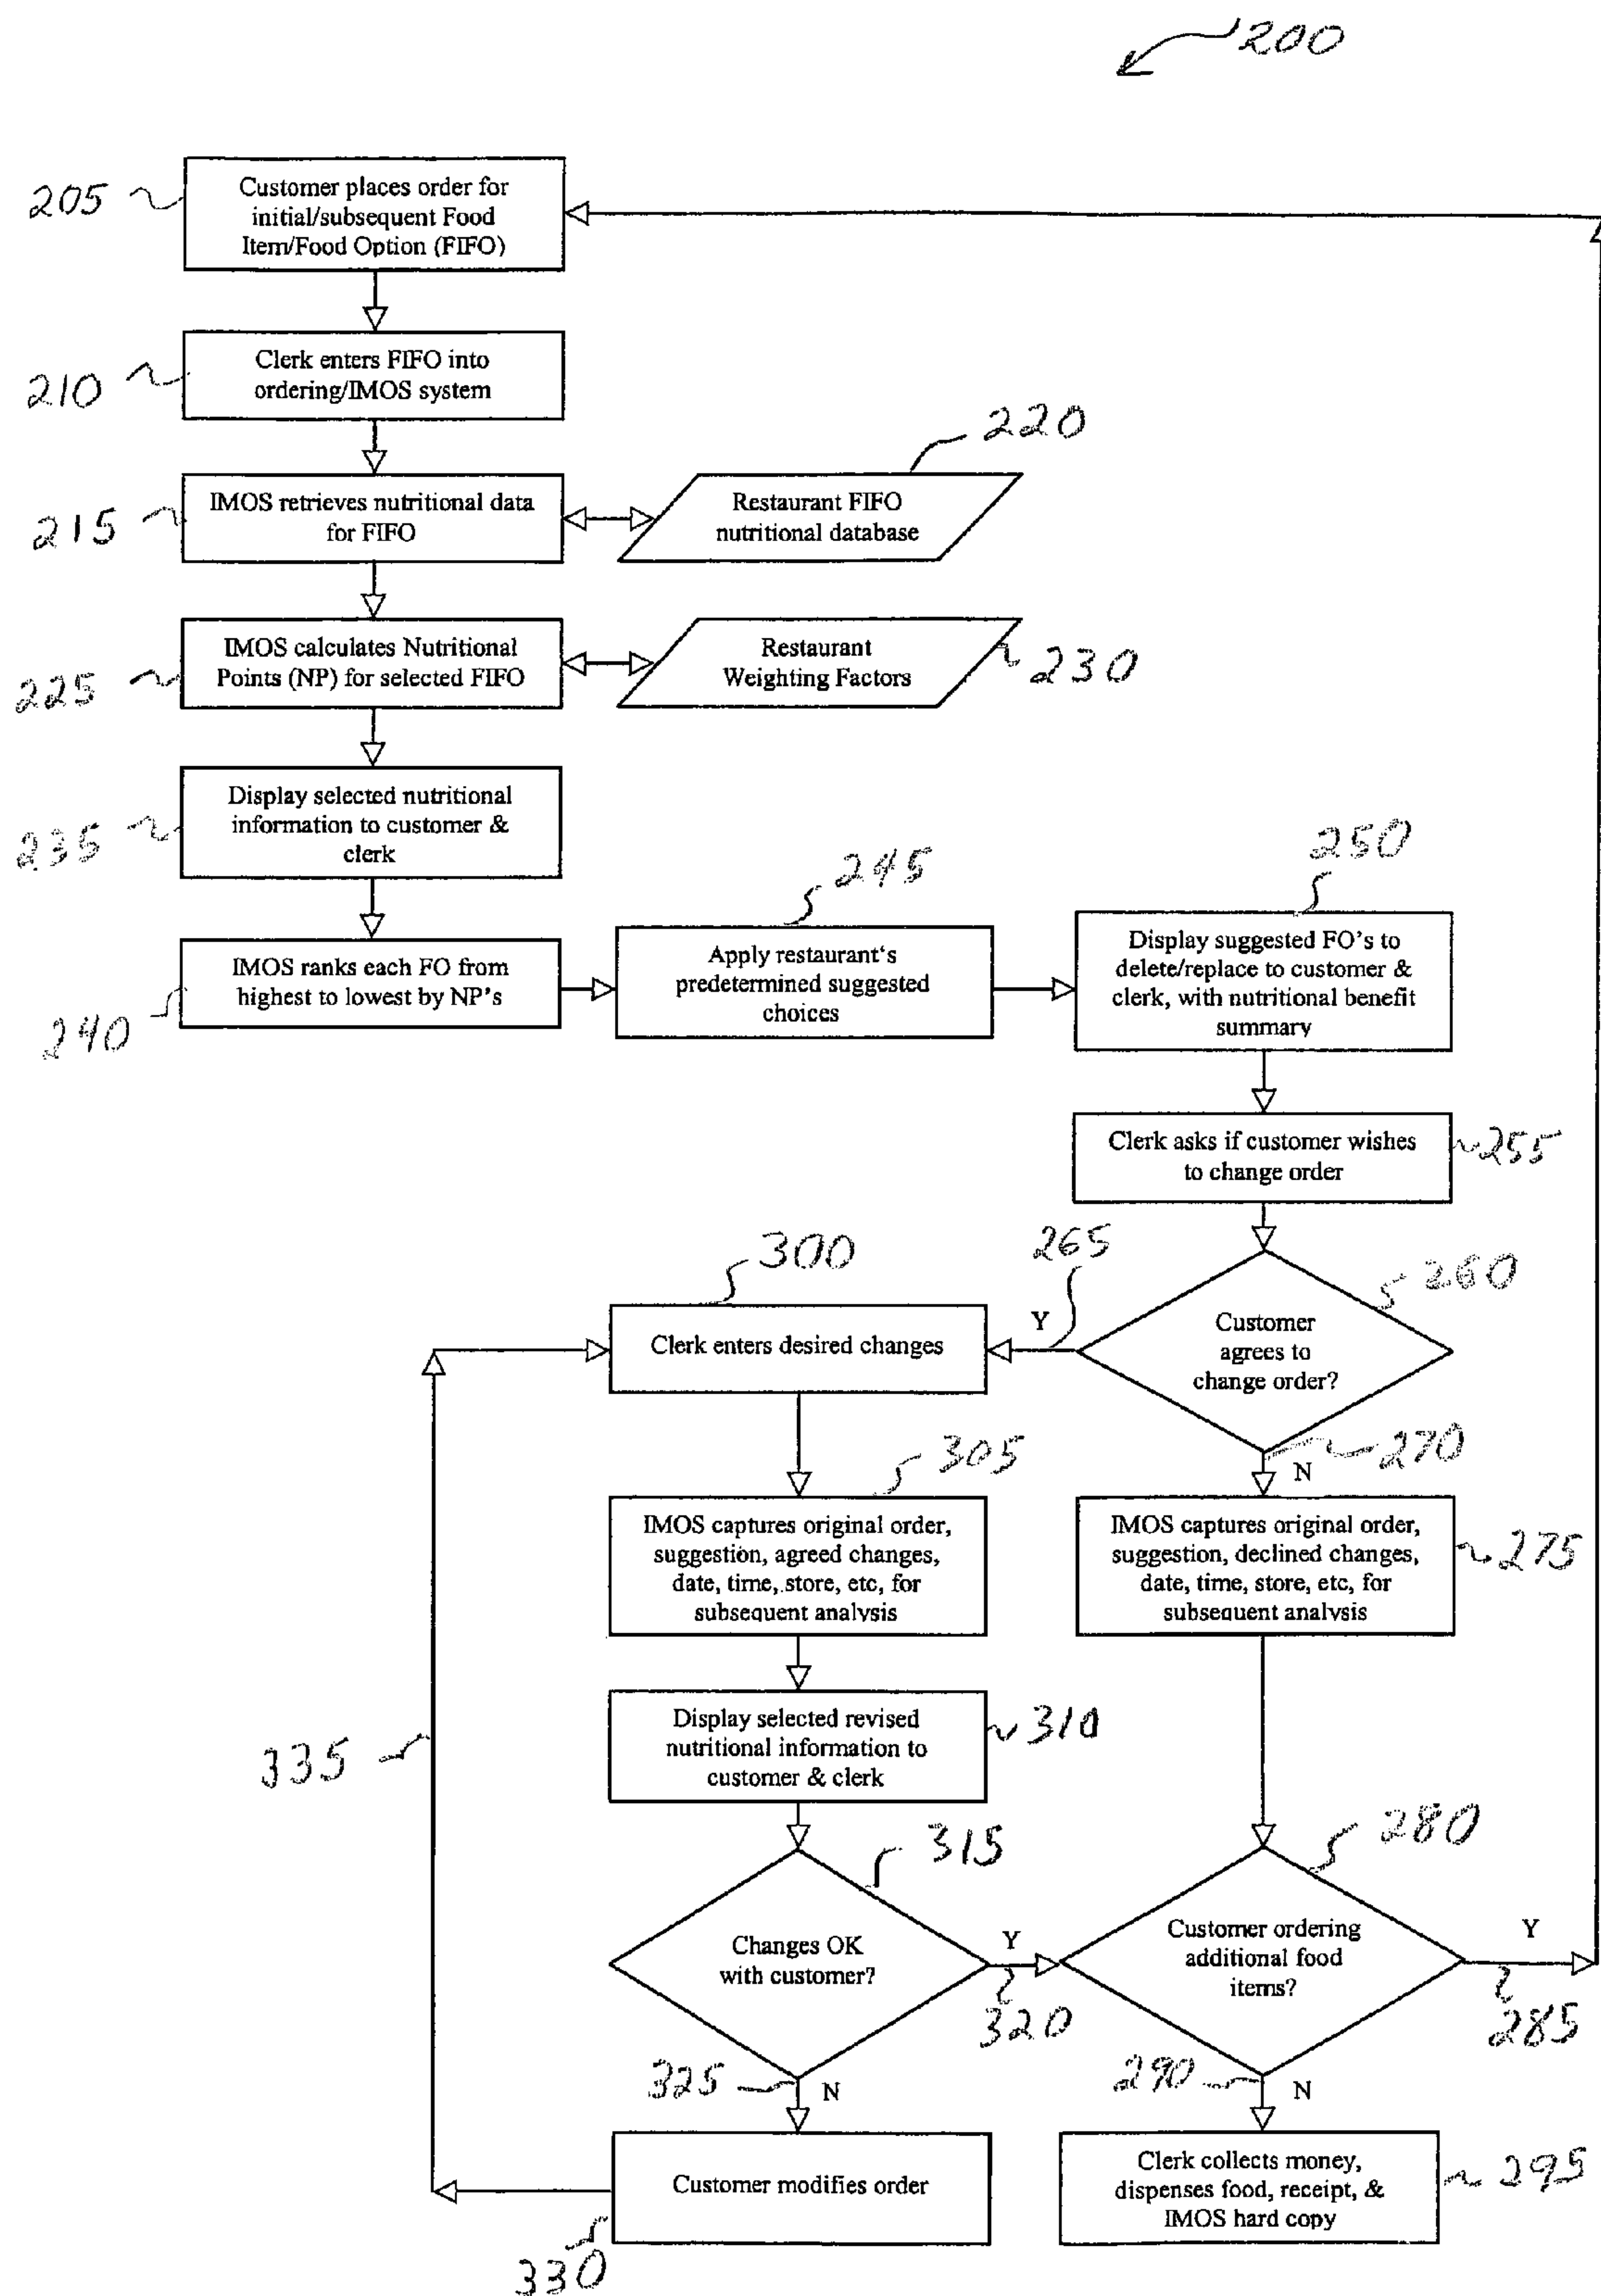 200
205
Customer places order for
initial/subsequent Food
Item/Food Option (FIFO)
210
Clerk enters FIFO into
ordering/IMOS system
220
215
IMOS retrieves nutritional data
for FIFO
Restaurant FIFO
nutritional database
225
IMOS calculates Nutritional
Points (NP) for selected FIFO
Restaurant
Weighting Factors
230
235
Display selected nutritional
information to customer &
clerk
240
IMOS ranks each FO from
highest to lowest by NP's
245
Apply restaurant's
predetermined suggested
choices
250
Display suggested FO's to
delete/replace to customer &
clerk, with nutritional benefit
summary
Clerk asks if customer wishes
to change order
255
260
Customer
agrees to
change order?
265
Y
300
Clerk enters desired changes
270
N
305
IMOS captures original order,
suggestion, agreed changes,
date, time, store, etc, for
subsequent analysis
IMOS captures original order,
suggestion, declined changes,
date, time, store, etc, for
subsequent analysis
275
Display selected revised
nutritional information to
customer & clerk
310
335
315
Changes OK
with customer?
Y
320
280
Customer ordering
additional food
items?
Y
285
325
N
290
N
Customer modifies order
330
Clerk collects money,
dispenses food, receipt, &
IMOS hard copy
295